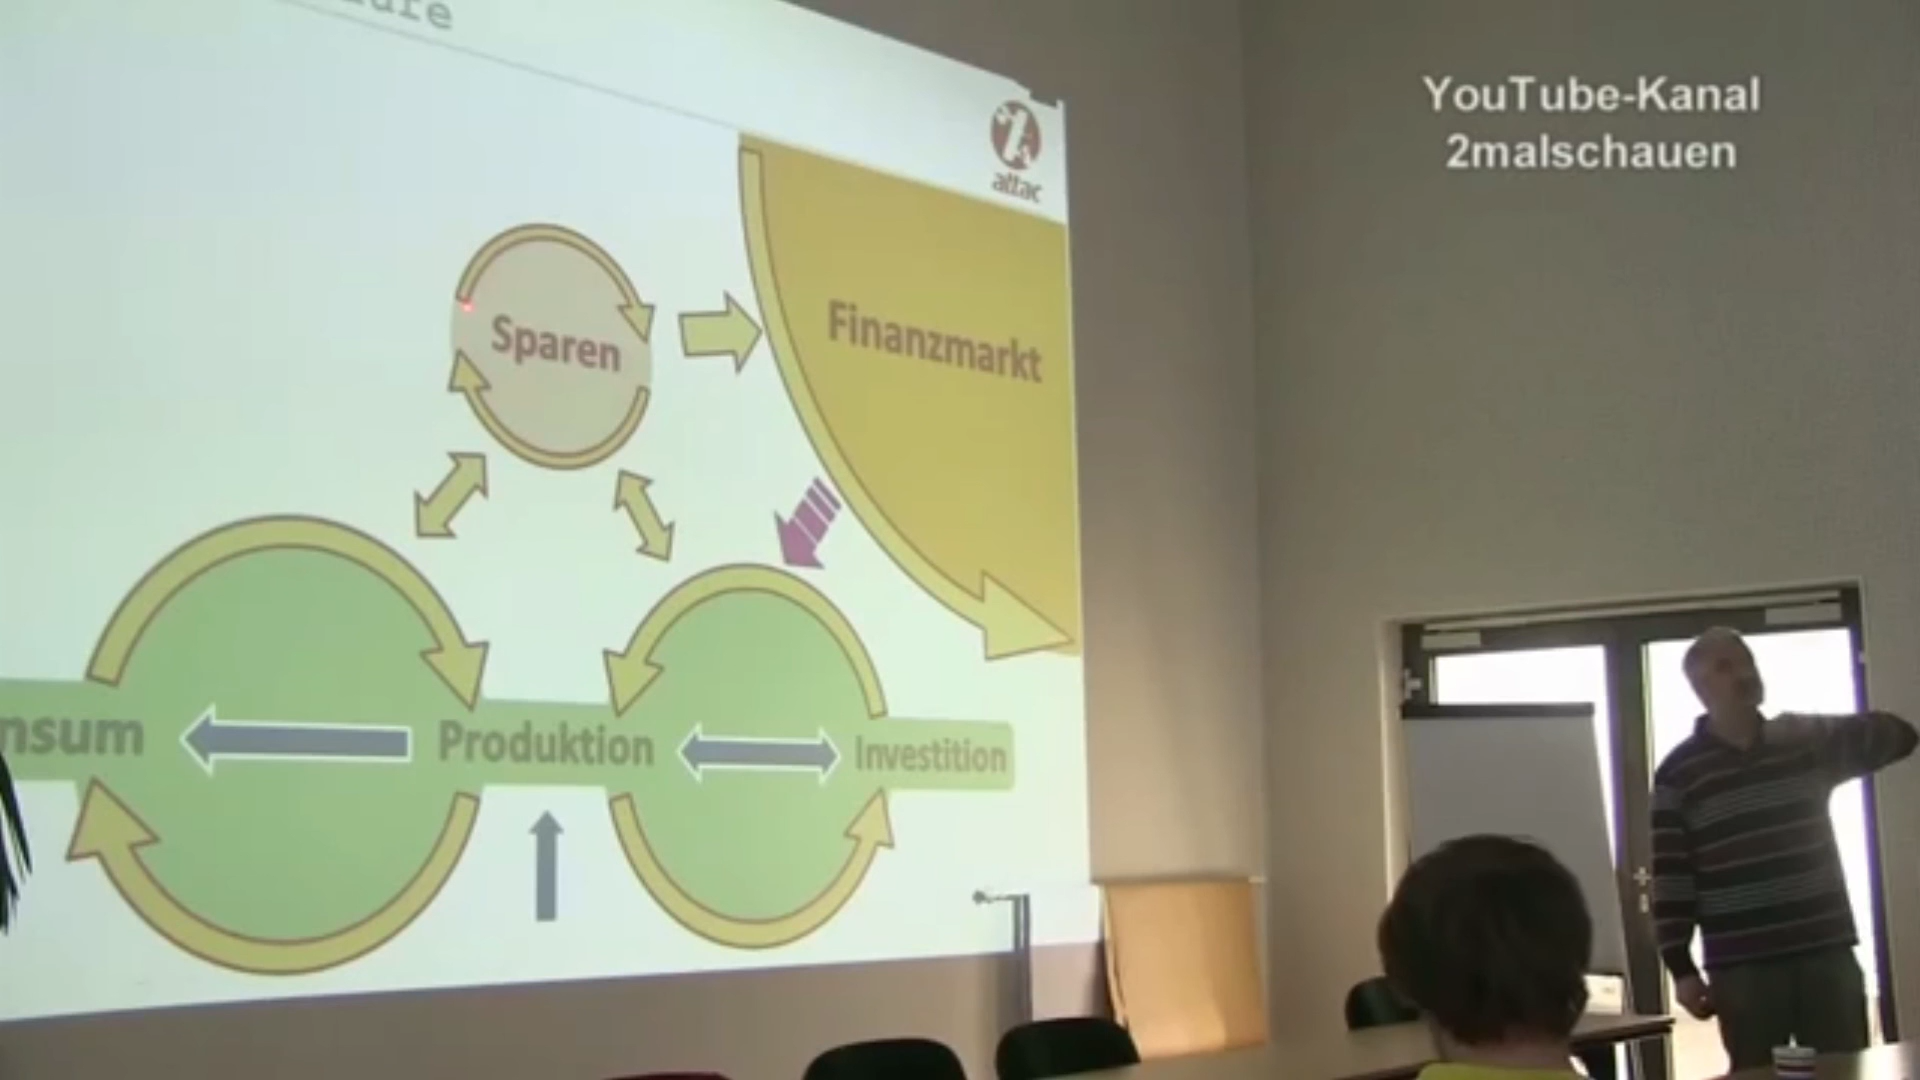 YouTube-Kanal
2malschauen
attac
Finanzmarkt
Sparen
nsum
Produktion
Investition